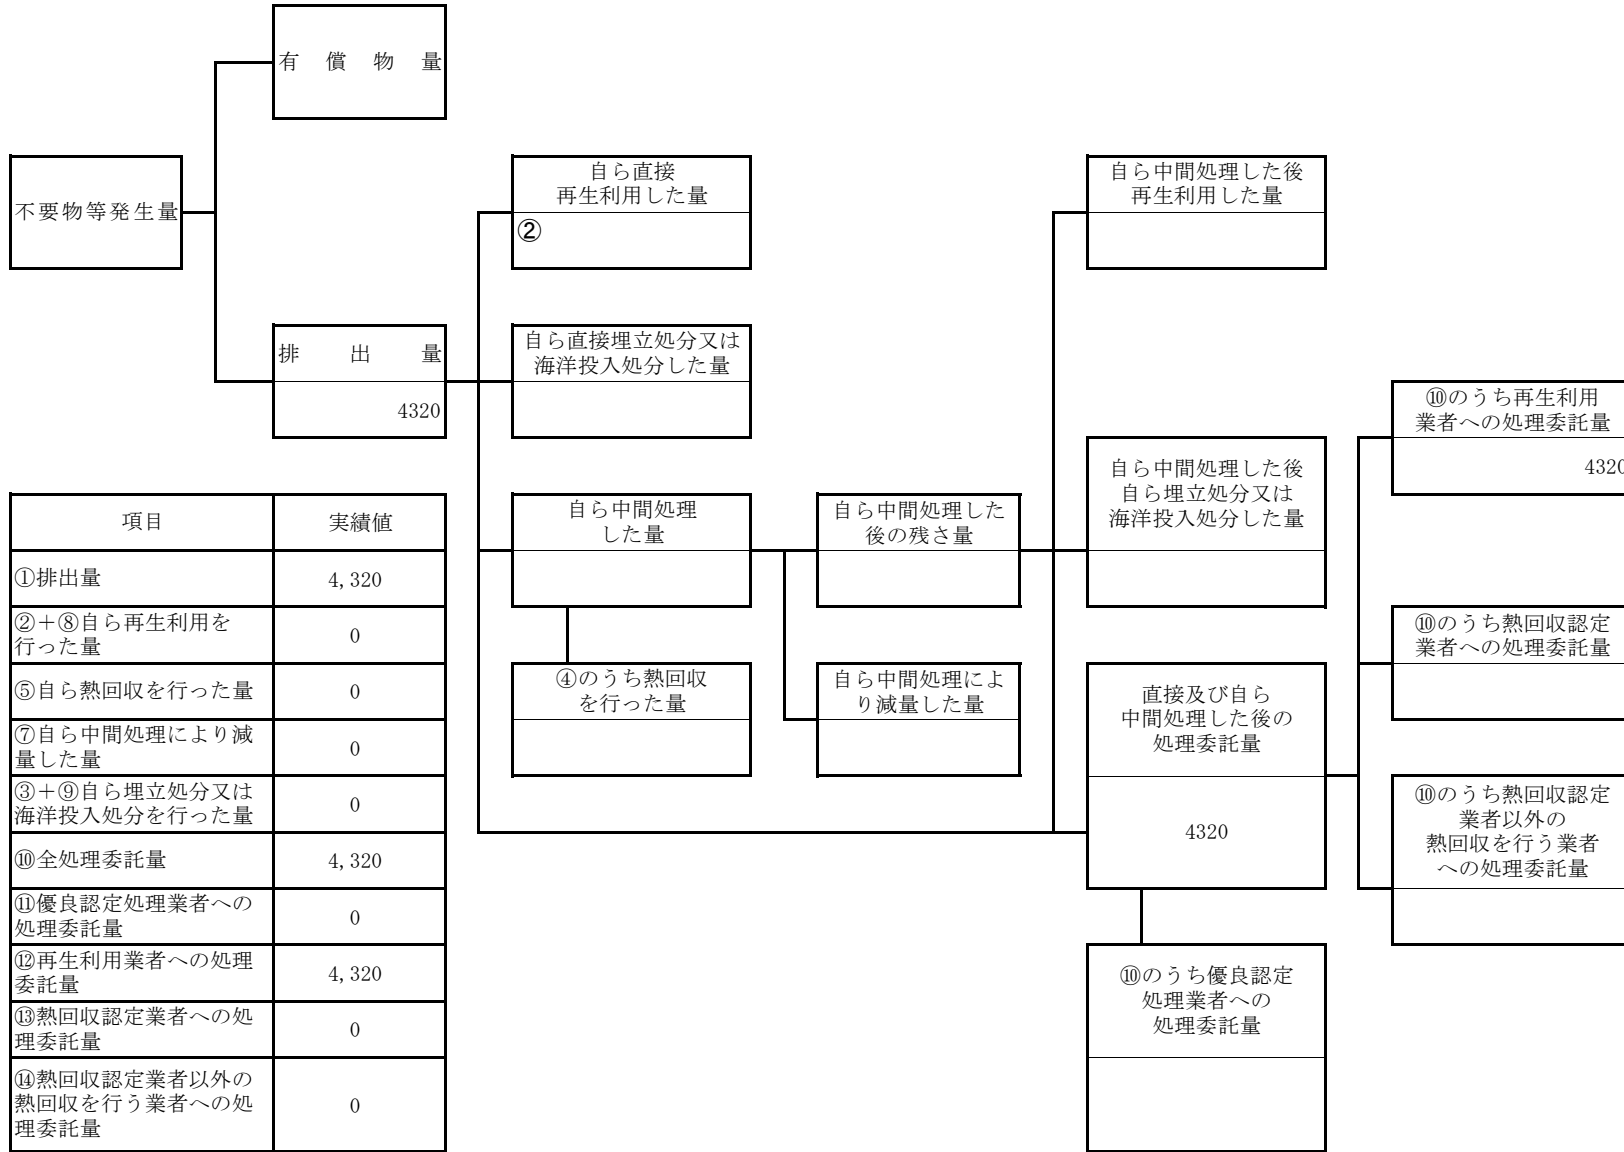 有償物量
不要物等発生量
自ら直接
再生利用した量
②
自ら中間処理した後
再生利用した量
排出量
4320
自ら直接埋立処分又は
海洋投入処分した量
⑩のうち再生利用
業者への処理委託量
4320
自ら中間処理
した量
自ら中間処理した
後の残さ量
自ら中間処理した後
自ら埋立処分又は
海洋投入処分した量
④のうち熱回収
を行った量
自ら中間処理によ
り減量した量
直接及び自ら
中間処理した後の
処理委託量
4320
⑩のうち熱回収認定
業者への処理委託量
⑩のうち熱回収認定
業者以外の
熱回収を行う業者
への処理委託量
⑩のうち優良認定
処理業者への
処理委託量
項目 実績値
①排出量 4,320
②+⑧自ら再生利用を
行った量 0
⑤自ら熱回収を行った量 0
⑦自ら中間処理により減
量した量 0
③+⑨自ら埋立処分又は
海洋投入処分を行った量 0
⑩全処理委託量 4,320
⑪優良認定処理業者への
処理委託量 0
⑫再生利用業者への処理
委託量 4,320
⑬熱回収認定業者への処
理委託量 0
⑭熱回収認定業者以外の
熱回収を行う業者への処
理委託量 0